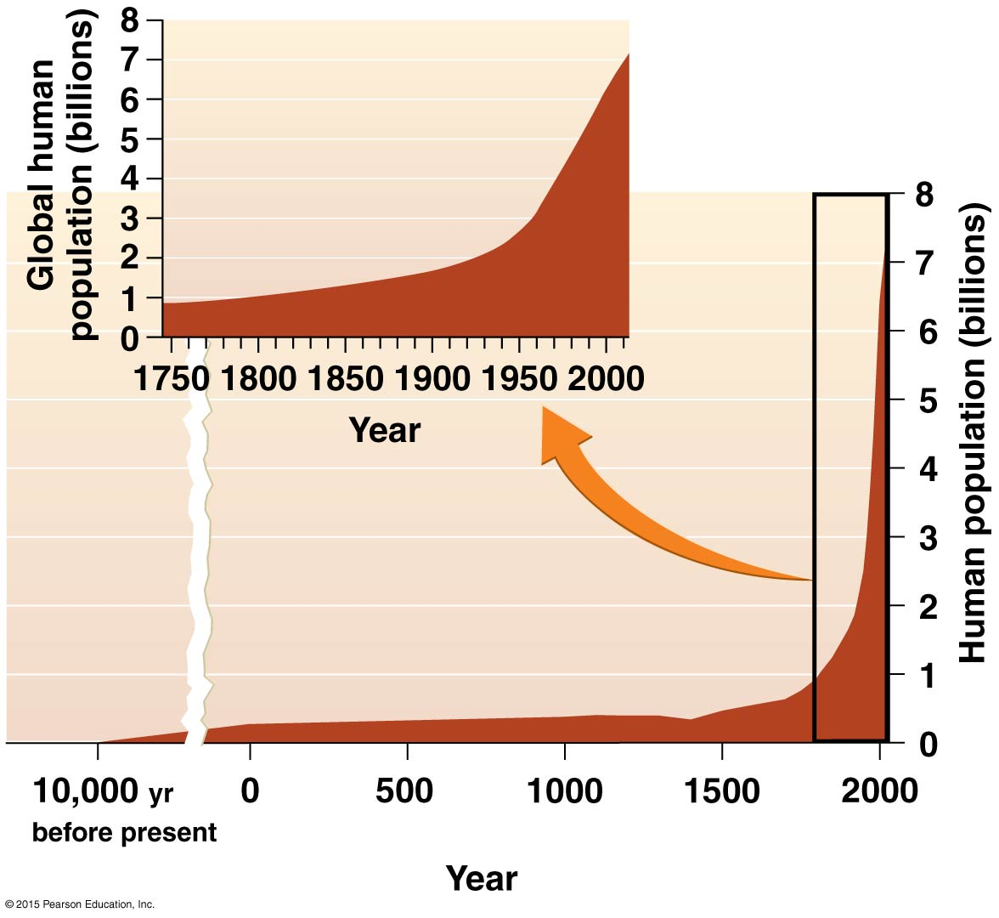 Global human
population (billions)
8
7
6
5
4
3
2
1
0
1750 1800 1850 1900 1950 2000
Year
8
7
6
5
4
3
2
1
0
Human population (billions)
10,000 yr
before present
0 500 1000 1500 2000
Year
© 2015 Pearson Education, Inc.